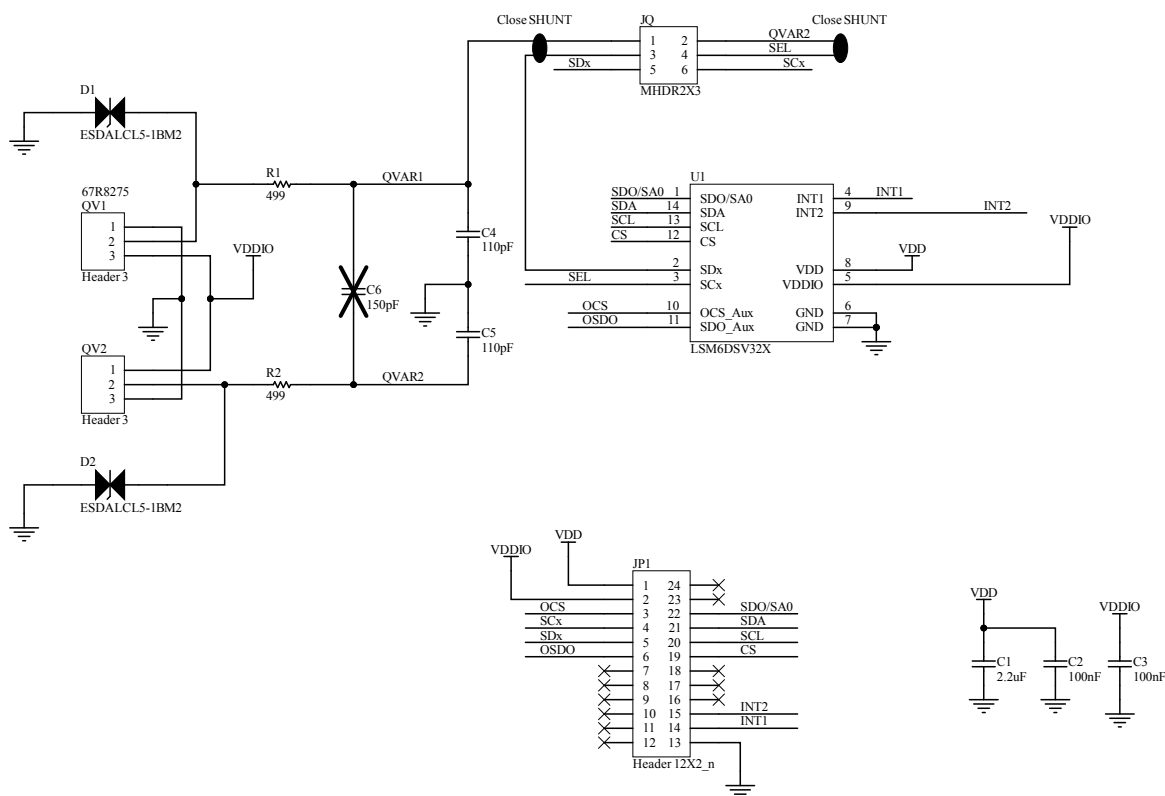 Close SHUNT
JQ
Close SHUNT
1 2 QVAR2
3 4 SEL
SDx 5 6 SCx
MHDR2X3
D1
ESDALCL5-1BM2
R1
499
QVAR1
67R8275
QV1
1
2
3
Header 3
VDDIO
C4
110pF
C6
150pF
C5
110pF
QV2
1
2
3
Header 3
R2
499
QVAR2
D2
ESDALCL5-1BM2
U1
SDO/SA0 1 SDO/SA0 INT1 4 INT1
SDA 14 SDA INT2 9 INT2
SCL 13 SCL
CS 12 CS
VDDIO
VDD
2 SDx VDD 8
SEL 3 SCx VDDIO 5
OCS 10 OCS_Aux GND 6
OSDO 11 SDO_Aux GND 7
LSM6DSV32X
VDD
VDDIO
JP1
1 24
2 23
OCS 3 22 SDO/SA0
SCx 4 21 SDA
SDx 5 20 SCL
OSDO 6 19 CS
7 18
8 17
9 16
10 15 INT2
11 14 INT1
12 13
Header 12X2_n
VDD
VDDIO
C1
2.2uF
C2
100nF
C3
100nF